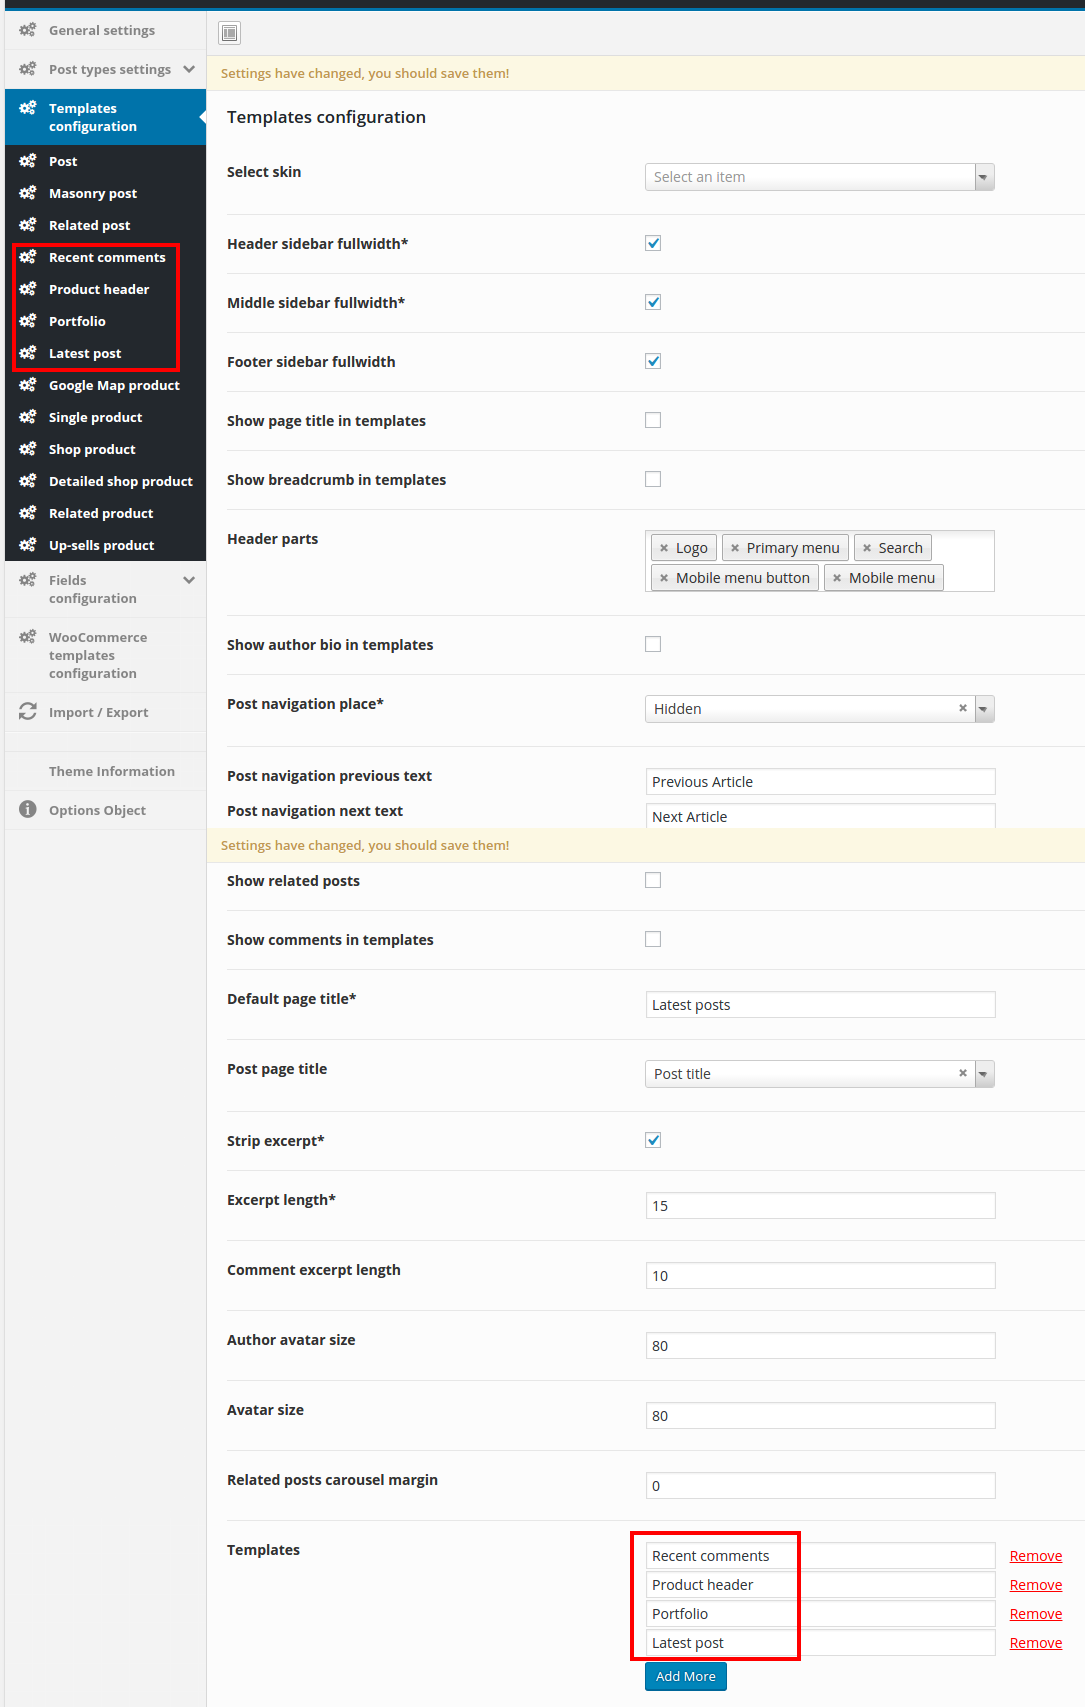 General settings
Post types settings
Templates
configuration
Post
Masonry post
Related post
Recent comments
Product header
Portfolio
Latest post
Google Map product
Single product
Shop product
Detailed shop product
Related product
Up-sells product
Fields
configuration
WooCommerce
templates
configuration
Import / Export
Theme Information
Options Object
Settings have changed, you should save them!
Templates configuration
Select skin
Select an item
Header sidebar fullwidth*
Middle sidebar fullwidth*
Footer sidebar fullwidth
Show page title in templates
Show breadcrumb in templates
Header parts
× Logo × Primary menu × Search
× Mobile menu button × Mobile menu
Show author bio in templates
Post navigation place*
Hidden ×
Post navigation previous text
Previous Article
Post navigation next text
Next Article
Settings have changed, you should save them!
Show related posts
Show comments in templates
Default page title*
Latest posts
Post page title
Post title ×
Strip excerpt*
Excerpt length*
15
Comment excerpt length
10
Author avatar size
80
Avatar size
80
Related posts carousel margin
0
Templates
Recent comments Remove
Product header Remove
Portfolio Remove
Latest post Remove
Add More